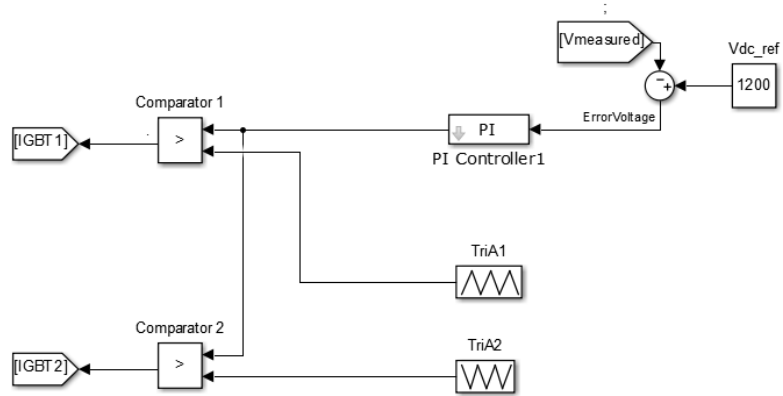 ;
[Vmeasured]
Vdc_ref
1200
Comparator 1
[IGBT1]
>
ErrorVoltage
PI
PI Controller1
TriA1
Comparator 2
[IGBT2]
>
TriA2